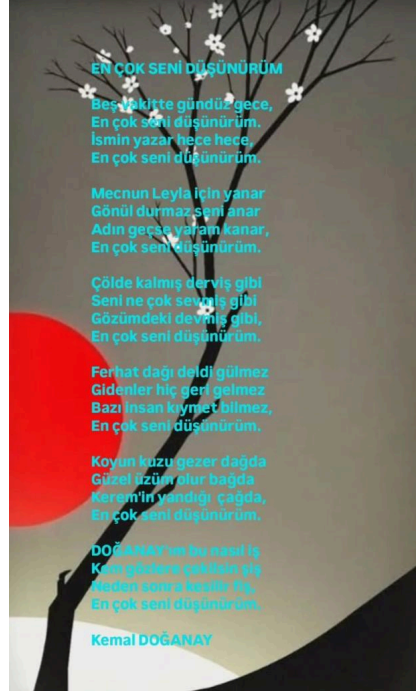 EN ÇOK SENİ DÜŞÜNÜRÜM
Beş vakitte gündüz gece,
En çok seni düşünürüm.
İsmin yazar hece hece,
En çok seni düşünürüm.
Mecnun Leyla için yanar
Gönül durmaz seni anar
Adın geçse yaram kanar,
En çok seni düşünürüm.
Çölde kalmış derviş gibi
Seni ne çok sevmiş gibi
Gözümdeki devmiş gibi,
En çok seni düşünürüm.
Ferhat dağı deldi gülmez
Gidenler hiç geri gelmez
Bazı insan kıymet bilmez,
En çok seni düşünürüm.
Koyun kuzu gezer dağda
Güzel üzüm olur bağda
Kerem'in yandığı çağda,
En çok seni düşünürüm.
DOĞANAY'ım bu nasıl iş
Kem gözlere çekilsin şiş
Neden sonra kesilir fiş,
En çok seni düşünürüm.
Kemal DOĞANAY